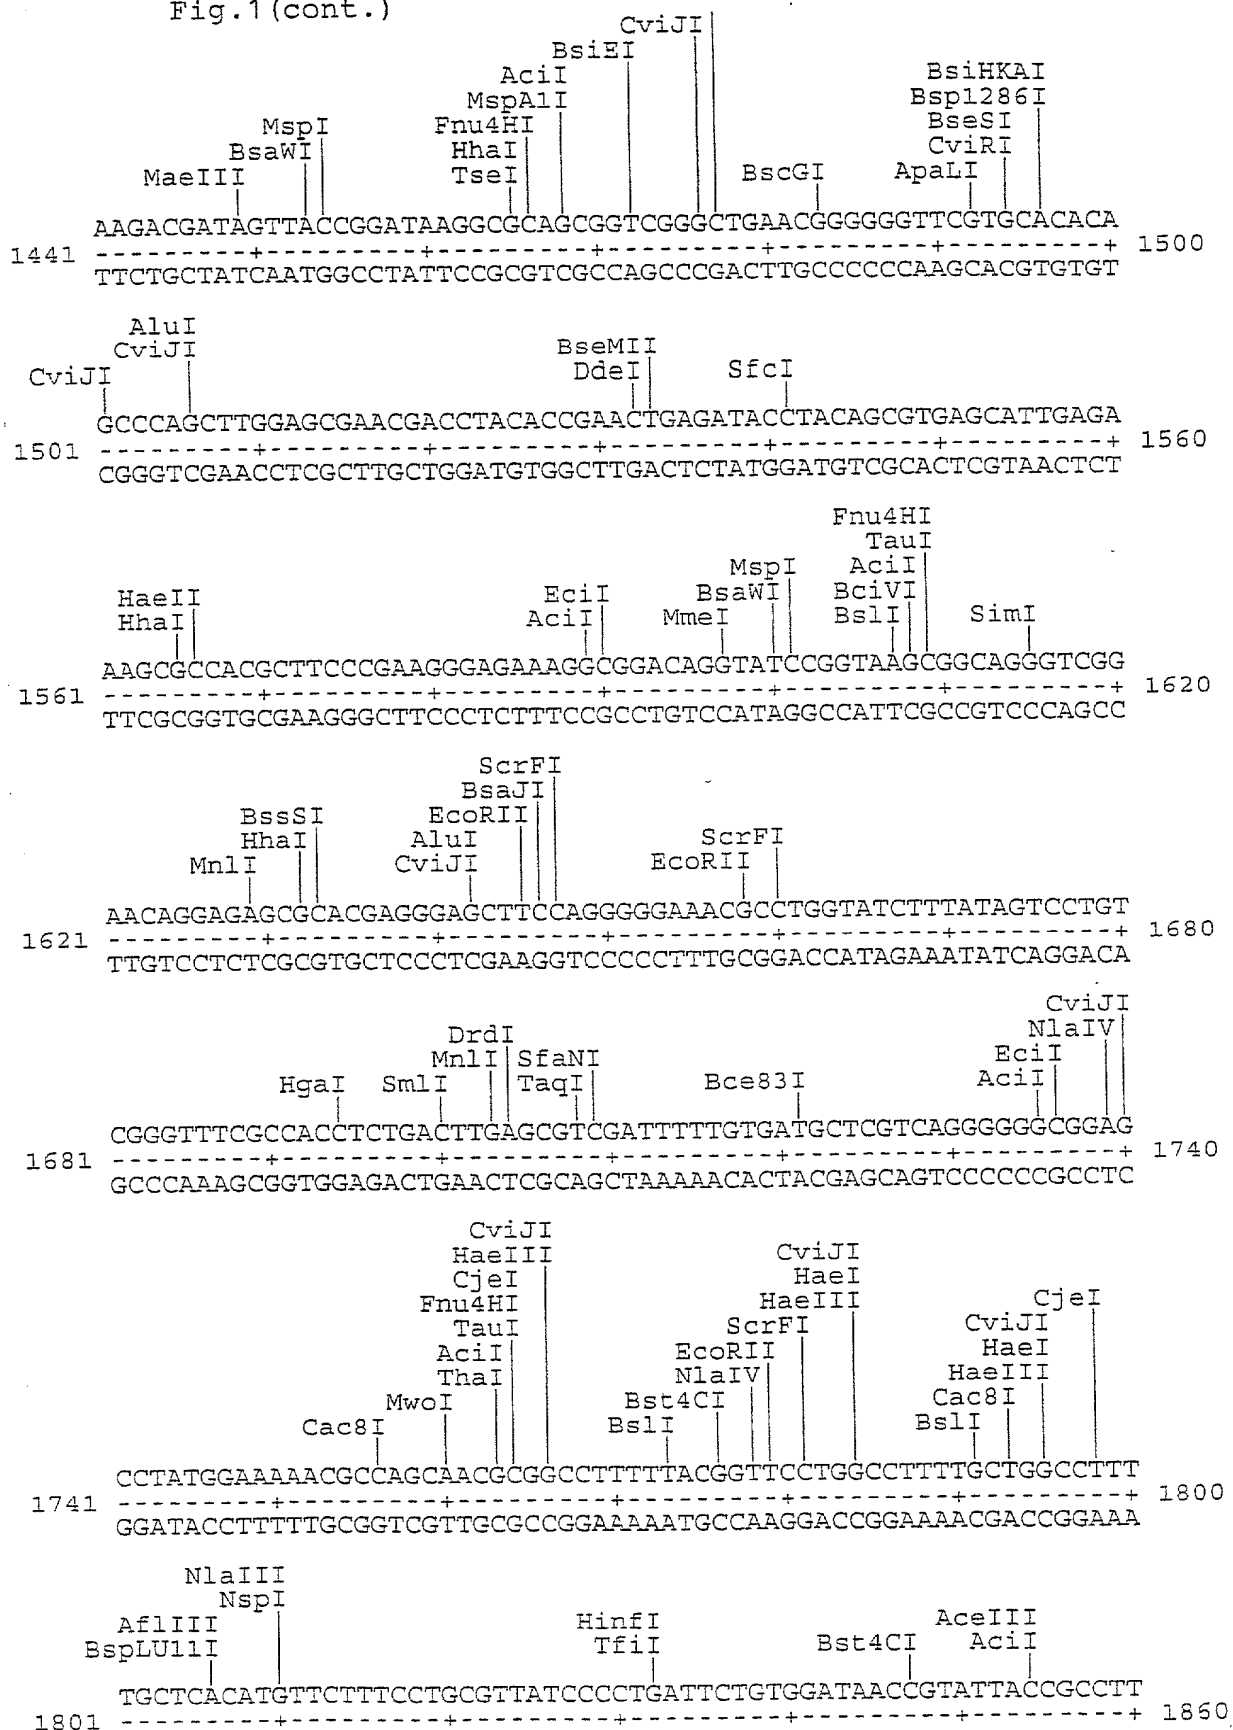 Fig.1(cont.)
CviJI
BsiEI
AciI BsiHKAI
MspA1I Bsp1286I
MspI Fnu4HI BseSI
BsaWI HhaI CviRI
MaeIII TseI BscGI ApaLI
AAGACGATAGTTACCGGATAAGGCGCAGCGGTCGGGCTGAACGGGGGGTTCGTGCACACA
1441 ---------+---------+---------+---------+---------+---------+ 1500
TTCTGCTATCAATGGCCTATTCCGCGTCGCCAGCCCGACTTGCCCCCCAAGCACGTGTGT
AluI
CviJI BseMII
CviJI DdeI SfcI
GCCCAGCTTGGAGCGAACGACCTACACCGAACTGAGATACCTACAGCGTGAGCATTGAGA
1501 ---------+---------+---------+---------+---------+---------+ 1560
CGGGTCGAACCTCGCTTGCTGGATGTGGCTTGACTCTATGGATGTCGCACTCGTAACTCT
Fnu4HI
TauI
MspI AciI
HaeII EciI BsaWI BciVI
HhaI AciI MmeI BslI SimI
AAGCGCCACGCTTCCCGAAGGGAGAAAGGCGGACAGGTATCCGGTAAGCGGCAGGGTCGG
1561 ---------+---------+---------+---------+---------+---------+ 1620
TTCGCGGTGCGAAGGGCTTCCCTCTTTCCGCCTGTCCATAGGCCATTCGCCGTCCCAGCC
ScrFI
BsaJI
BssSI EcoRII
HhaI AluI ScrFI
MnlI CviJI EcoRII
AACAGGAGAGCGCACGAGGGAGCTTCCAGGGGGAAACGCCTGGTATCTTTATAGTCCTGT
1621 ---------+---------+---------+---------+---------+---------+ 1680
TTGTCCTCTCGCGTGCTCCCTCGAAGGTCCCCCTTTGCGGACCATAGAAATATCAGGACA
CviJI
DrdI NlaIV
MnlI SfaNI EciI
HgaI SmlI TaqI Bce83I AciI
CGGGTTTCGCCACCTCTGACTTGAGCGTCGATTTTTGTGATGCTCGTCAGGGGGGCGGAG
1681 ---------+---------+---------+---------+---------+---------+ 1740
GCCCAAAGCGGTGGAGACTGAACTCGCAGCTAAAAACACTACGAGCAGTCCCCCCGCCTC
CviJI
HaeIII CviJI
CjeI HaeI
Fnu4HI HaeIII CjeI
TauI ScrFI CviJI
AciI EcoRII HaeI
ThaI NlaIV HaeIII
MwoI Bst4CI Cac8I
Cac8I BslI BslI
CCTATGGAAAAACGCCAGCAACGCGGCCTTTTTACGGTTCCTGGCCTTTTGCTGGCCTTT
1741 ---------+---------+---------+---------+---------+---------+ 1800
GGATACCTTTTTGCGGTCGTTGCGCCGGAAAAATGCCAAGGACCGGAAAACGACCGGAAA
NlaIII
NspI
AflIII HinfI AceIII
BspLU11I TfiI Bst4CI AciI
TGCTCACATGTTCTTTCCTGCGTTATCCCCTGATTCTGTGGATAACCGTATTACCGCCTT
1801 ---------+---------+---------+---------+---------+---------+ 1860